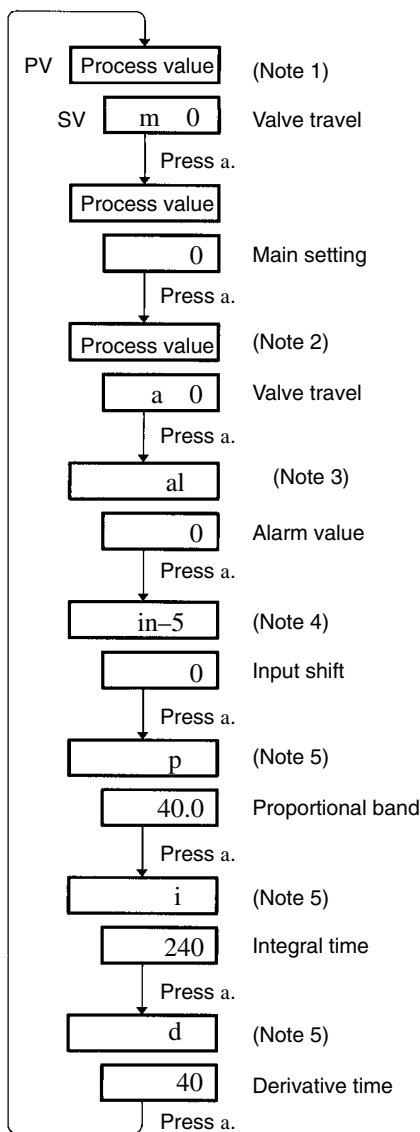 PV Process value (Note 1)
SV m 0 Valve travel
Press a.
Process value
0 Main setting
Press a.
Process value (Note 2)
a 0 Valve travel
Press a.
al (Note 3)
0 Alarm value
Press a.
in–5 (Note 4)
0 Input shift
Press a.
p (Note 5)
40.0 Proportional band
Press a.
i (Note 5)
240 Integral time
Press a.
d (Note 5)
40 Derivative time
Press a.